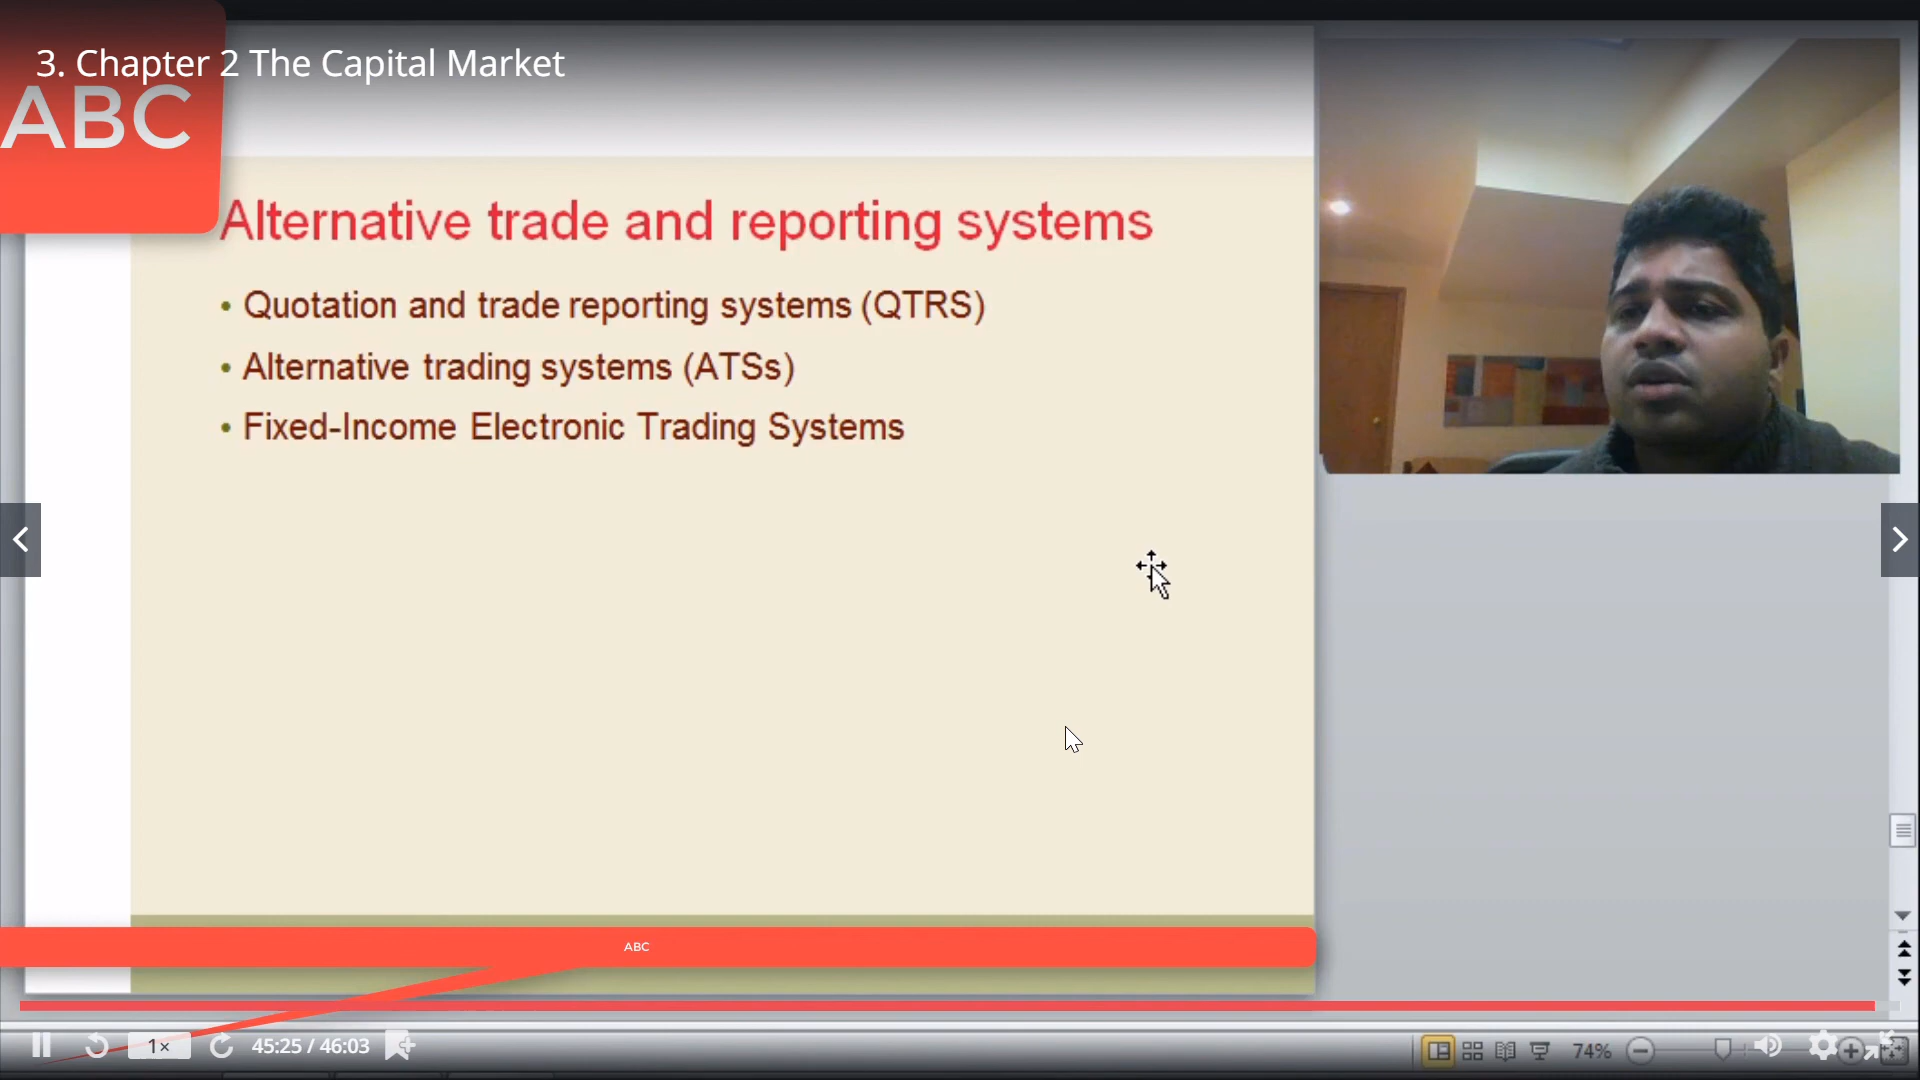 3. Chapter 2 The Capital Market
ABC
Alternative trade and reporting systems
• Quotation and trade reporting systems (QTRS)
• Alternative trading systems (ATSs)
• Fixed-Income Electronic Trading Systems
ABC
1×
45:25 / 46:03
74%